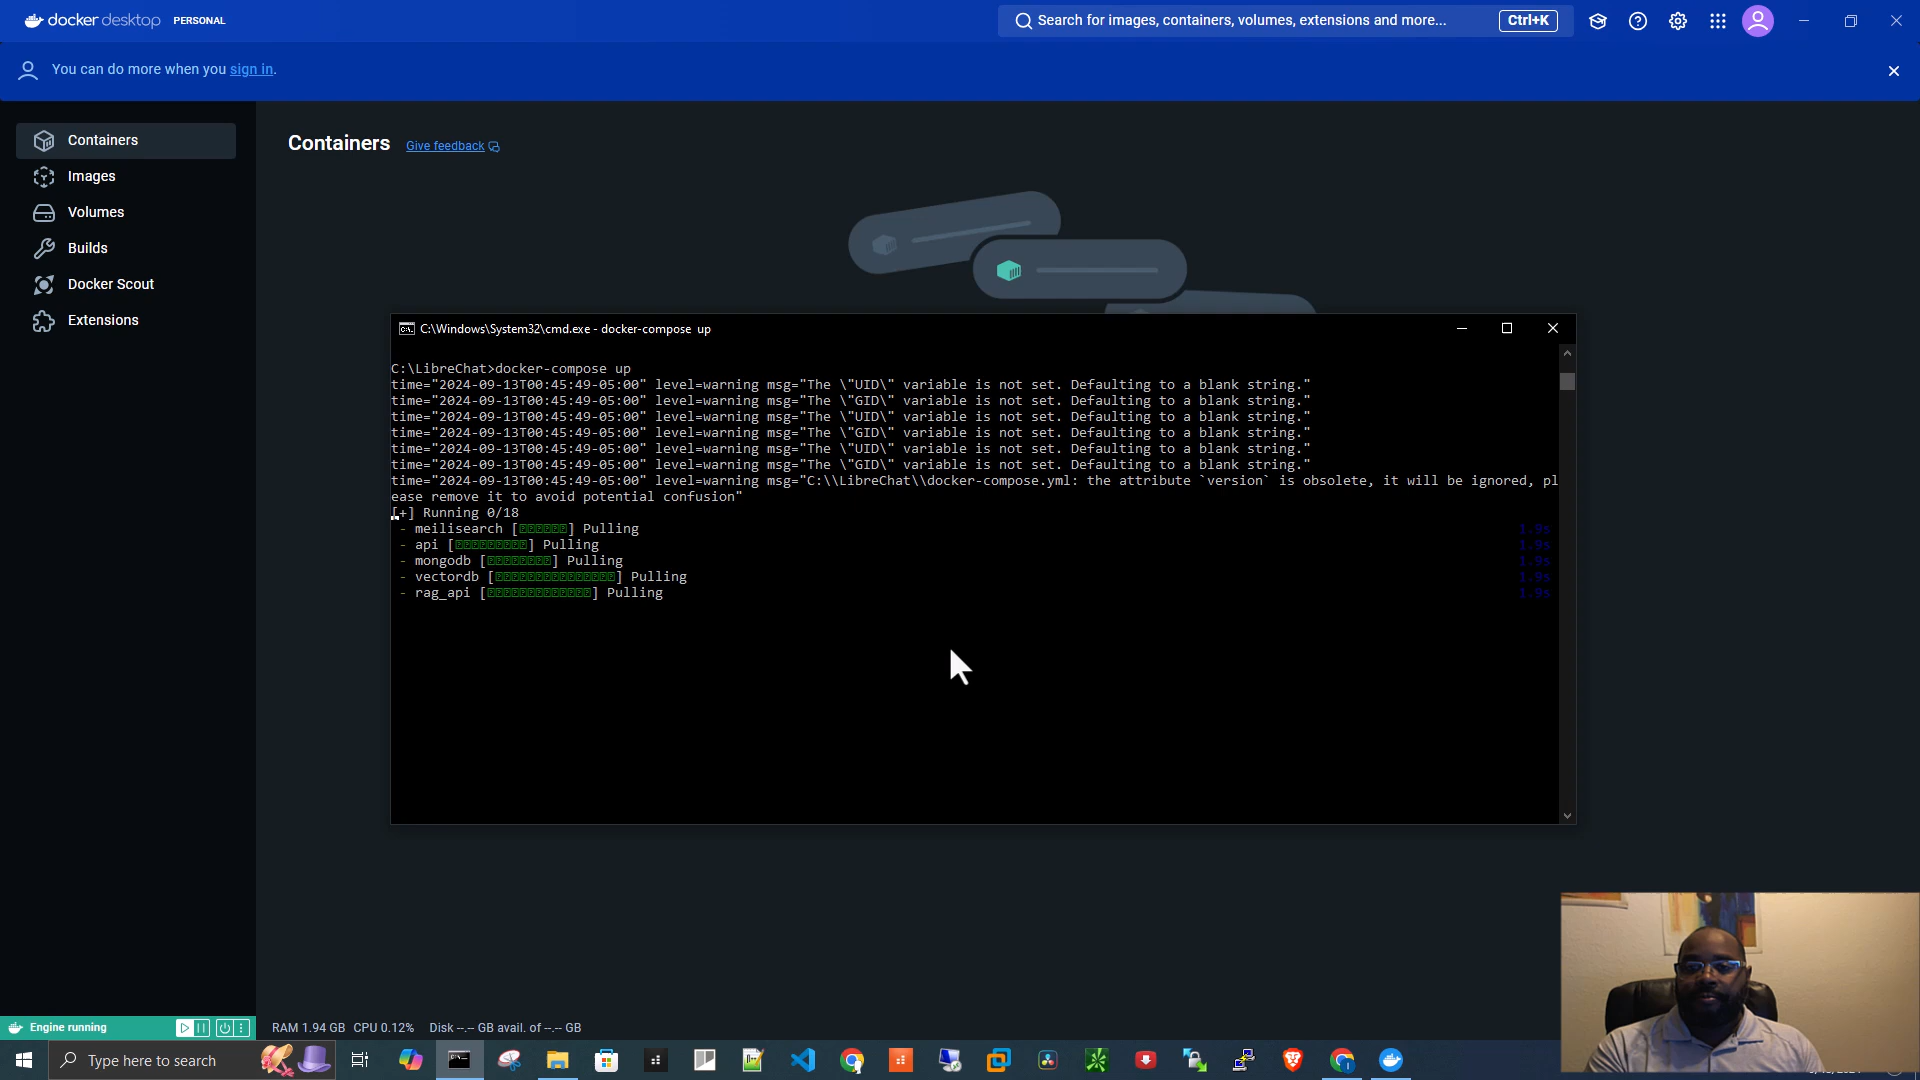 docker desktop PERSONAL
Search for images, containers, volumes, extensions and more... Ctrl+K
You can do more when you sign in.
Containers
Images
Volumes
Builds
Docker Scout
Extensions
Containers Give feedback
C:\Windows\System32\cmd.exe - docker-compose up
C:\LibreChat>docker-compose up
time="2024-09-13T00:45:49-05:00" level=warning msg="The \"UID\" variable is not set. Defaulting to a blank string."
time="2024-09-13T00:45:49-05:00" level=warning msg="The \"GID\" variable is not set. Defaulting to a blank string."
time="2024-09-13T00:45:49-05:00" level=warning msg="The \"UID\" variable is not set. Defaulting to a blank string."
time="2024-09-13T00:45:49-05:00" level=warning msg="The \"GID\" variable is not set. Defaulting to a blank string."
time="2024-09-13T00:45:49-05:00" level=warning msg="The \"UID\" variable is not set. Defaulting to a blank string."
time="2024-09-13T00:45:49-05:00" level=warning msg="The \"GID\" variable is not set. Defaulting to a blank string."
time="2024-09-13T00:45:49-05:00" level=warning msg="C:\\LibreChat\\docker-compose.yml: the attribute `version` is obsolete, it will be ignored, pl
ease remove it to avoid potential confusion"
[+] Running 0/18
- meilisearch [⍰⍰⍰⍰⍰⍰] Pulling 1.9s
- api [⍰⍰⍰⍰⍰⍰⍰⍰⍰] Pulling 1.9s
- mongodb [⍰⍰⍰⍰⍰⍰⍰⍰] Pulling 1.9s
- vectordb [⍰⍰⍰⍰⍰⍰⍰⍰⍰⍰⍰⍰⍰⍰⍰] Pulling 1.9s
- rag_api [⍰⍰⍰⍰⍰⍰⍰⍰⍰⍰⍰⍰⍰] Pulling 1.9s
Engine running
RAM 1.94 GB CPU 0.12% Disk --.-- GB avail. of --.-- GB
Type here to search